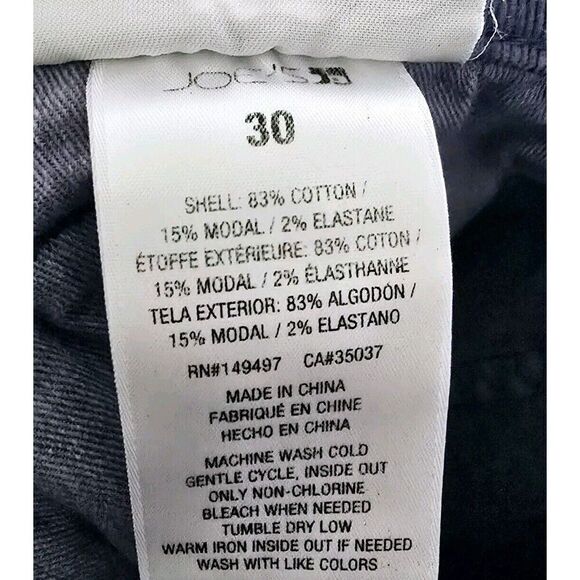 JOE'S
30
SHELL: 83% COTTON /
15% MODAL / 2% ELASTANE
ÉTOFFE EXTÉRIEURE: 83% COTON /
15% MODAL / 2% ÉLASTHANNE
TELA EXTERIOR: 83% ALGODÓN /
15% MODAL / 2% ELASTANO
RN#149497 CA#35037
MADE IN CHINA
FABRIQUÉ EN CHINE
HECHO EN CHINA
MACHINE WASH COLD
GENTLE CYCLE, INSIDE OUT
ONLY NON-CHLORINE
BLEACH WHEN NEEDED
TUMBLE DRY LOW
WARM IRON INSIDE OUT IF NEEDED
WASH WITH LIKE COLORS